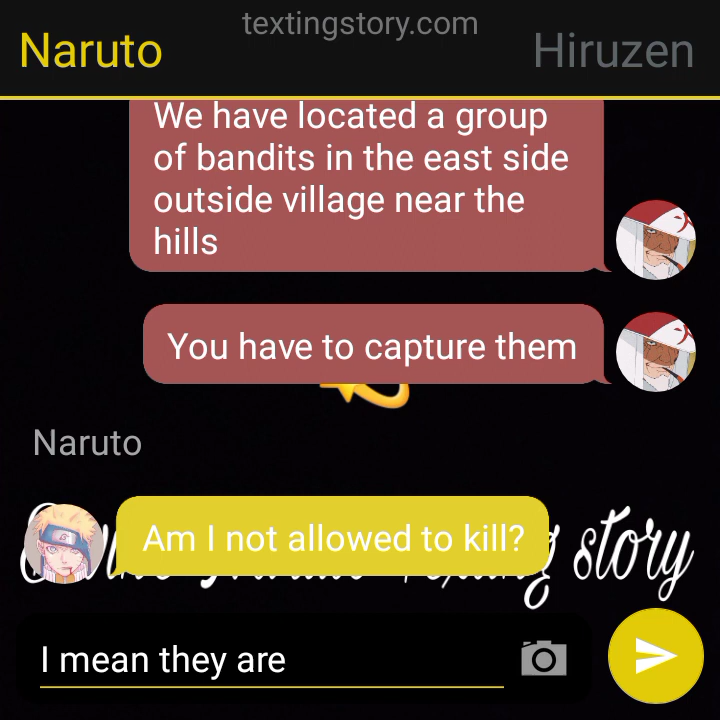 textingstory.com
Naruto
Hiruzen
We have located a group
of bandits in the east side
outside village near the
hills
You have to capture them
Naruto
Am I not allowed to kill?
story
I mean they are